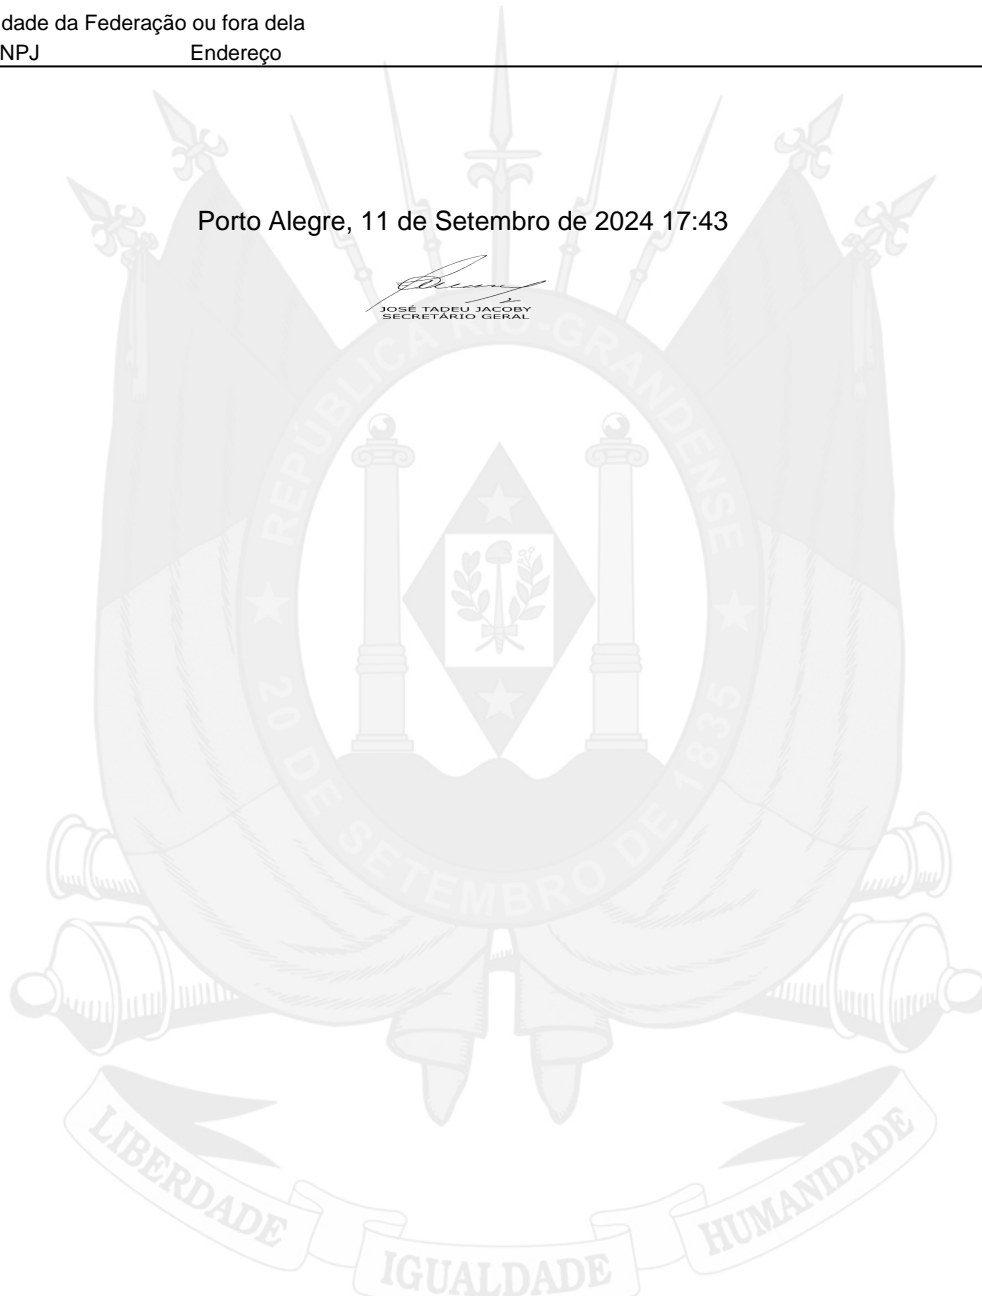 dade da Federação ou fora dela
NPJ Endereço
Porto Alegre, 11 de Setembro de 2024 17:43
JOSÉ TADEU JACOBY
SECRETÁRIO GERAL
REPÚBLICA RIO-GRANDENSE
20 DE SETEMBRO DE 1835
LIBERDADE
IGUALDADE
HUMANIDADE